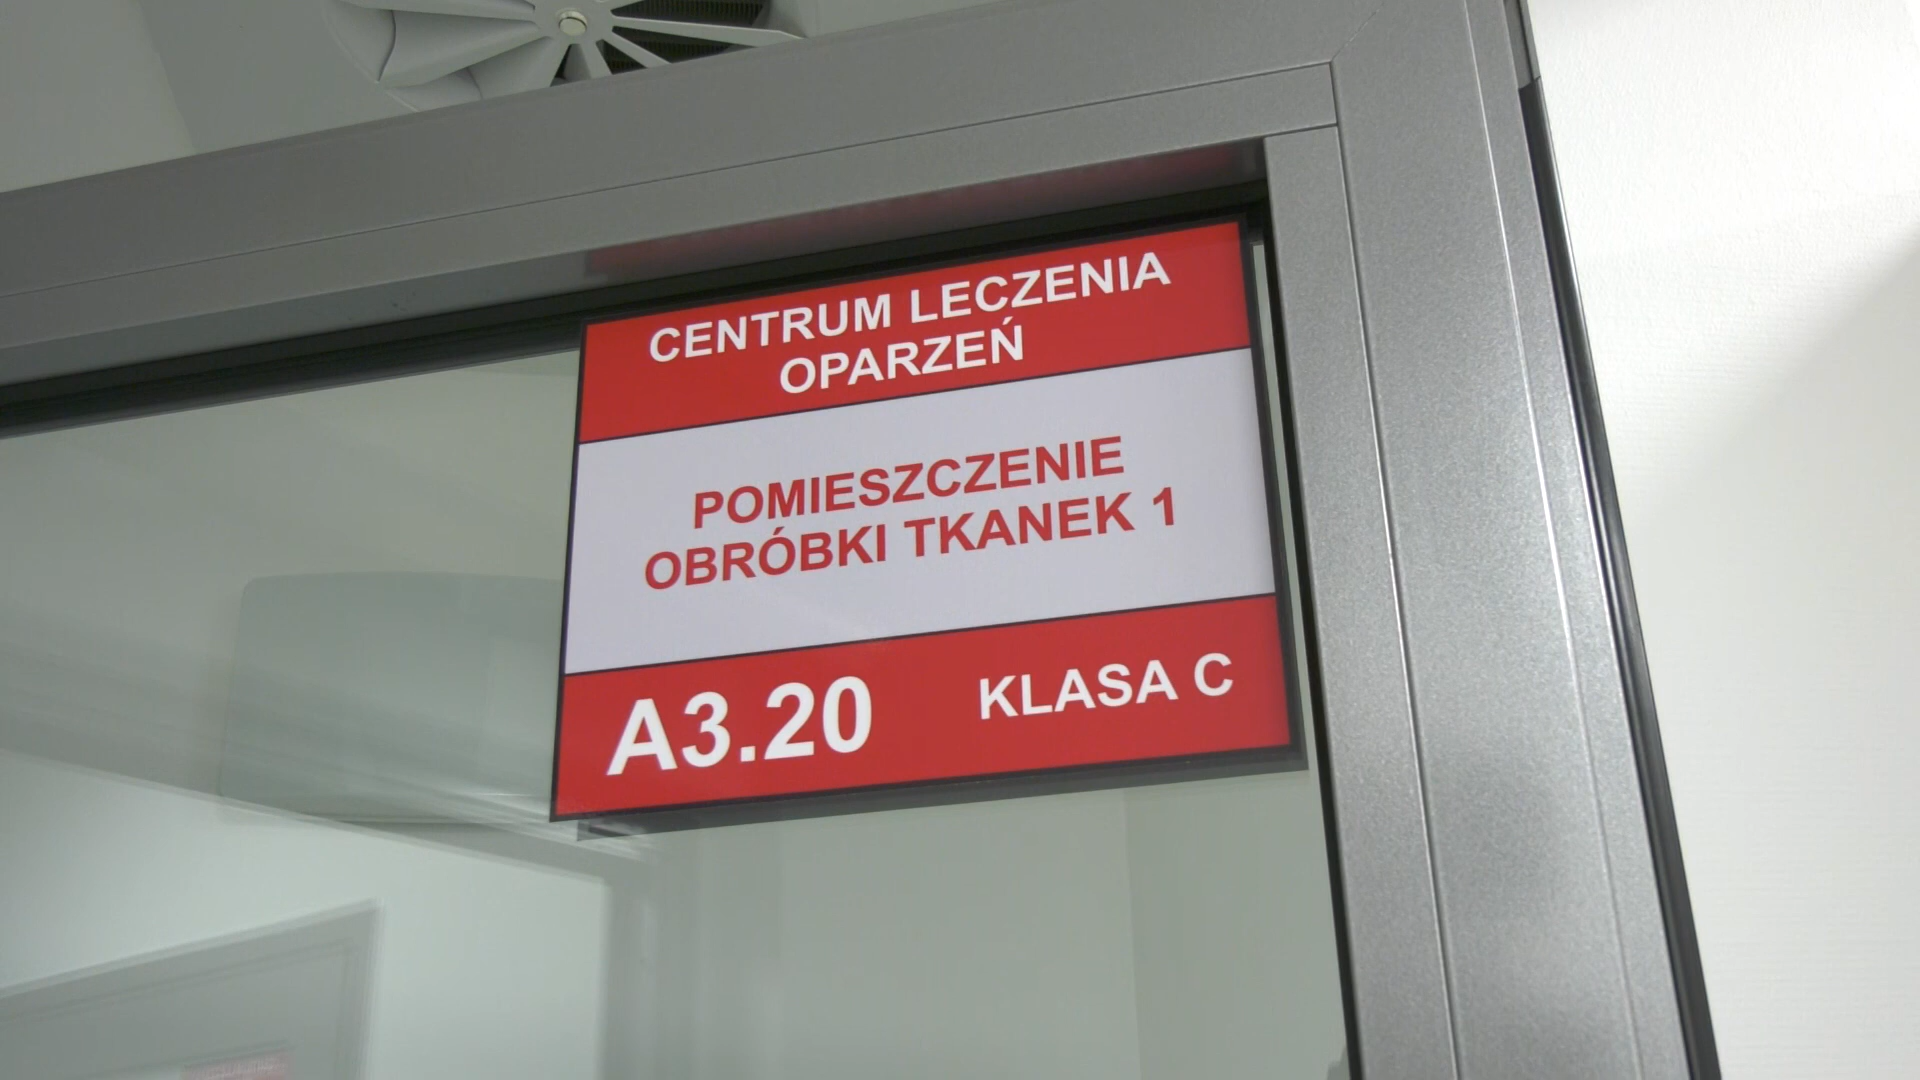 CENTRUM LECZENIA
OPARZEŃ
POMIESZCZENIE
OBRÓBKI TKANEK 1
A3.20 KLASA C